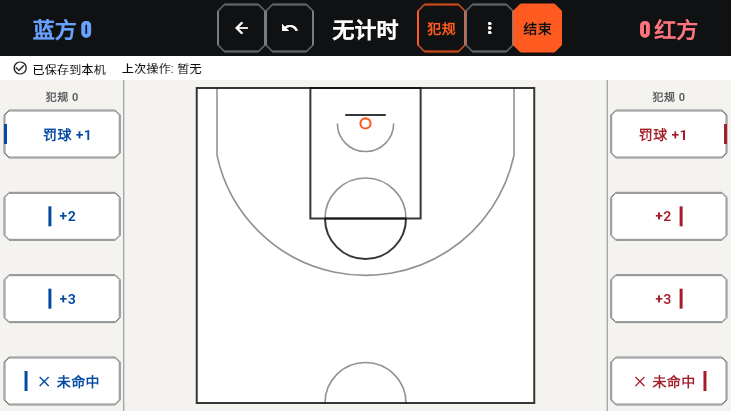 蓝方 0
无计时
犯规
结束
0 红方
已保存到本机 上次操作: 暂无
犯规 0
罚球 +1
+2
+3
× 未命中
犯规 0
罚球 +1
+2
+3
× 未命中